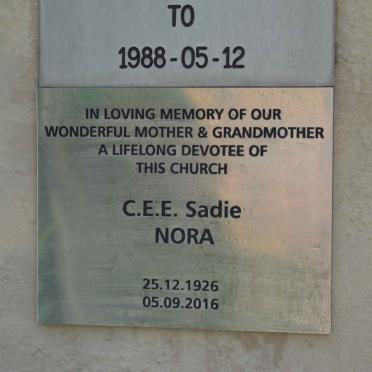 TO
1988-05-12
IN LOVING MEMORY OF OUR
WONDERFUL MOTHER & GRANDMOTHER
A LIFELONG DEVOTEE OF
THIS CHURCH
C.E.E. Sadie
NORA
25.12.1926
05.09.2016